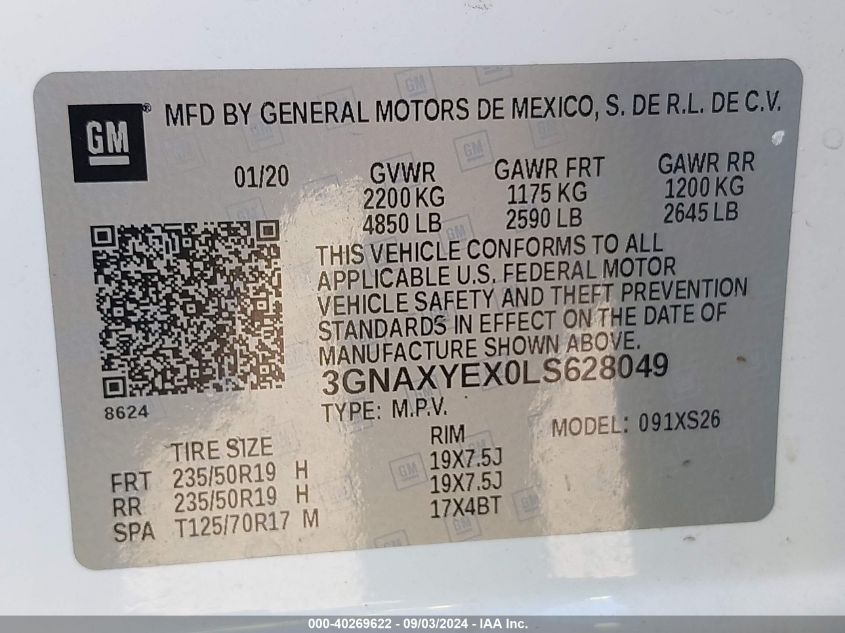 GM® MFD BY GENERAL MOTORS DE MEXICO, S. DE R.L. DE C.V.
01/20 GVWR GAWR FRT GAWR RR
2200 KG 1175 KG 1200 KG
4850 LB 2590 LB 2645 LB
THIS VEHICLE CONFORMS TO ALL
APPLICABLE U.S. FEDERAL MOTOR
VEHICLE SAFETY AND THEFT PREVENTION
STANDARDS IN EFFECT ON THE DATE OF
MANUFACTURE SHOWN ABOVE.
3GNAXYEX0LS628049
8624 TYPE: M.P.V. MODEL: 091XS26
TIRE SIZE RIM
FRT 235/50R19 H 19X7.5J
RR 235/50R19 H 19X7.5J
SPA T125/70R17 M 17X4BT
000-40269622 - 09/03/2024 - IAA Inc.